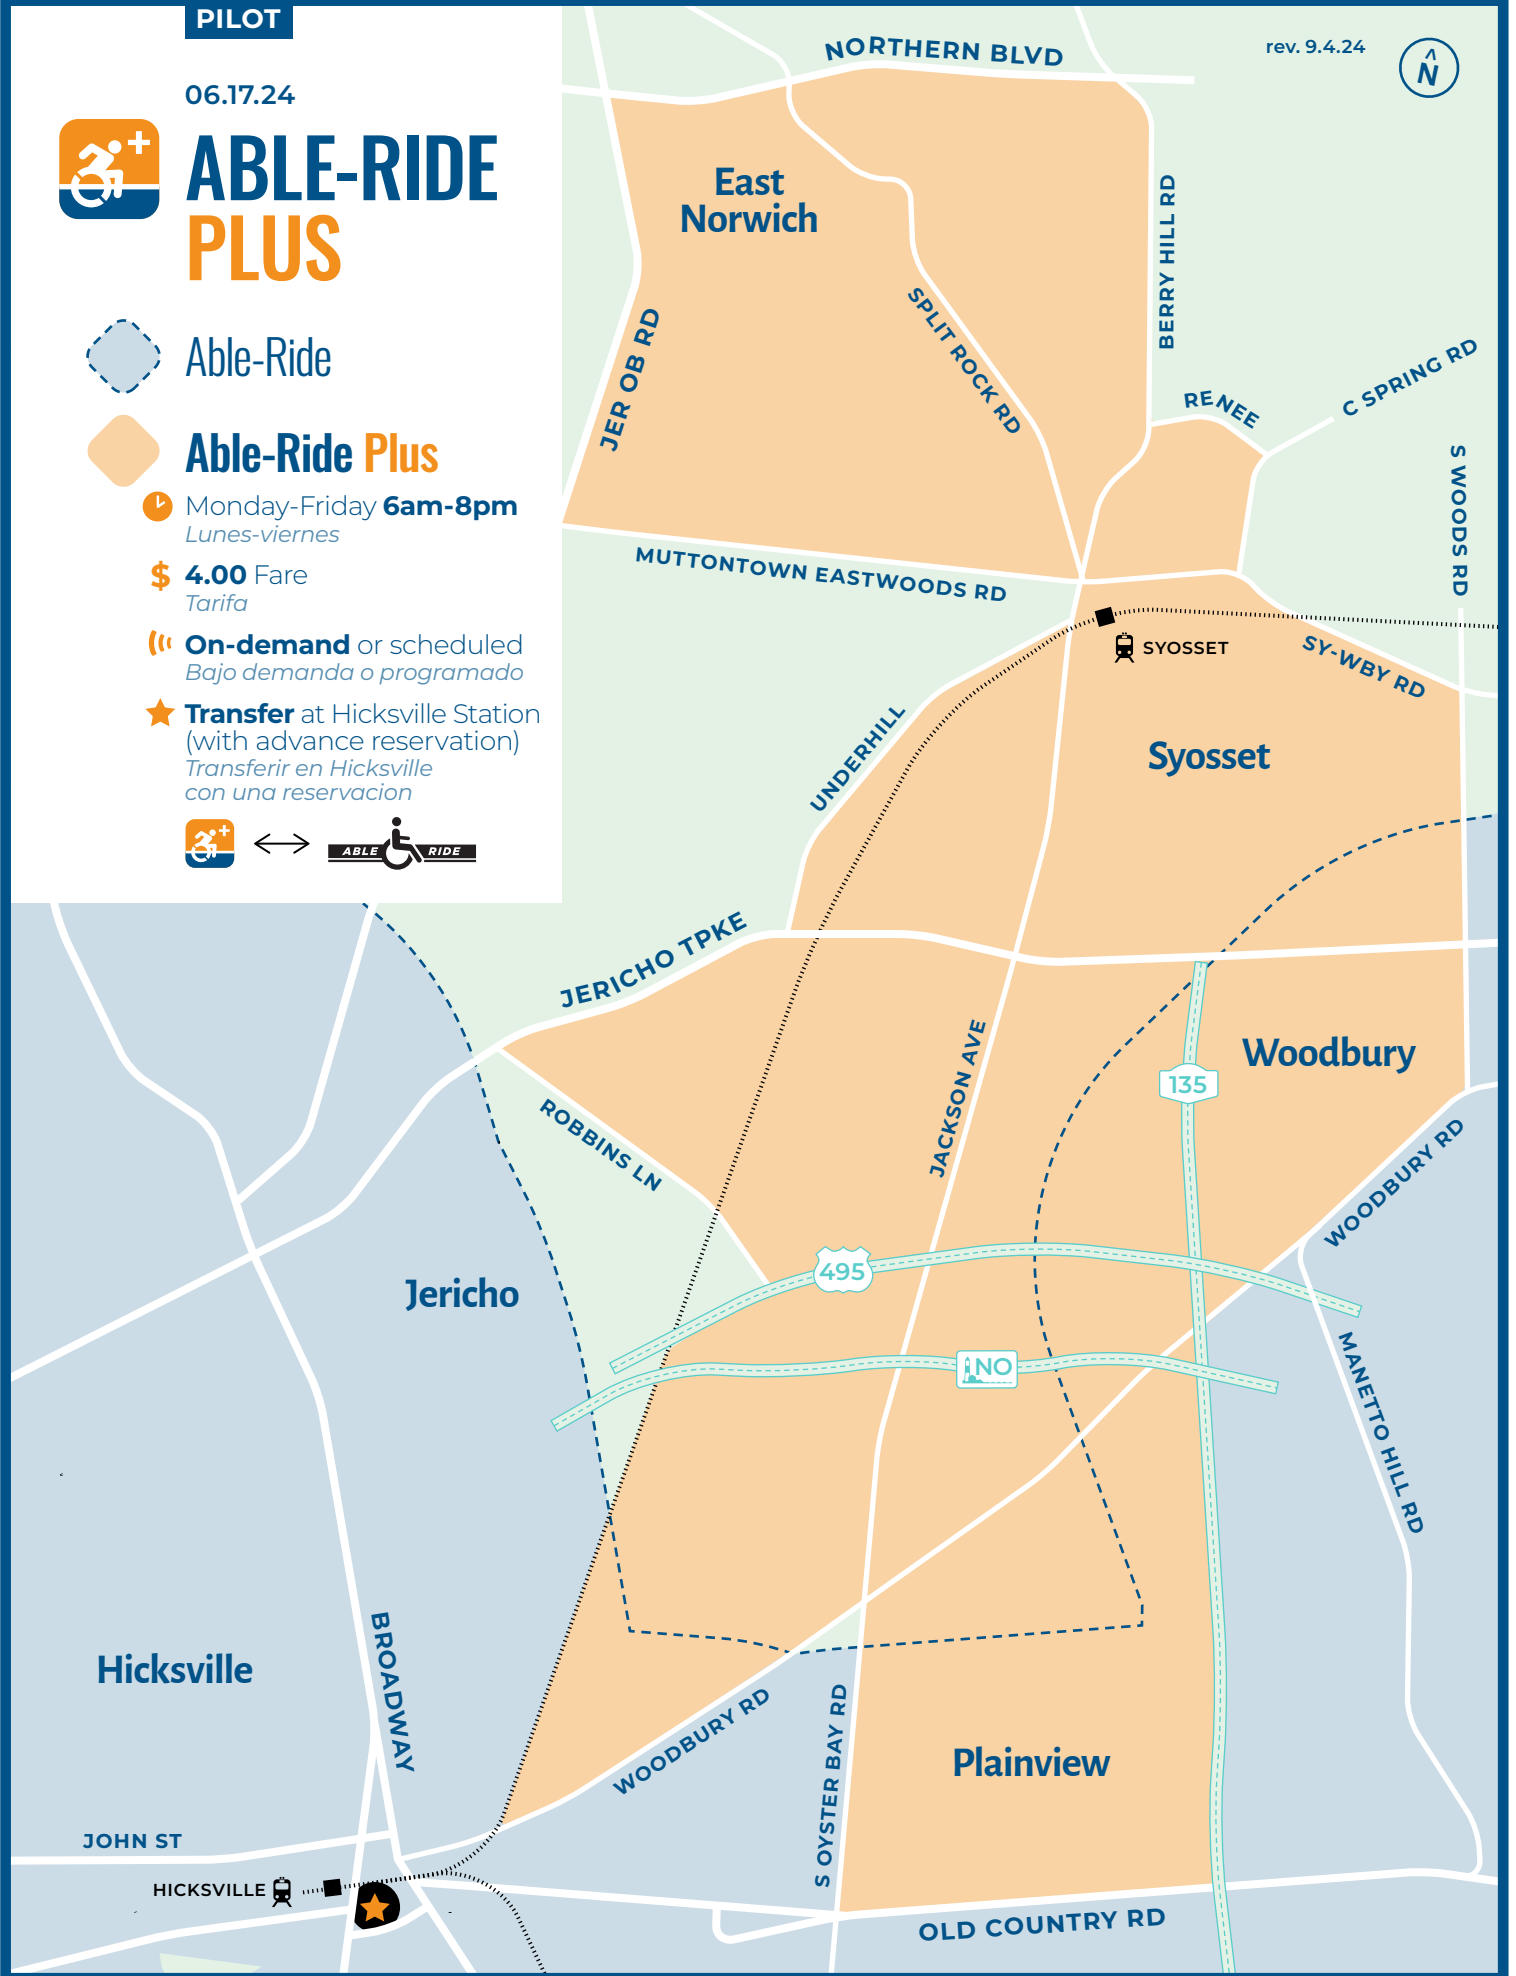 PILOT
06.17.24
ABLE-RIDE
PLUS
Able-Ride
Able-Ride Plus
Monday-Friday 6am-8pm
Lunes-viernes
$ 4.00 Fare
Tarifa
On-demand or scheduled
Bajo demanda o programado
Transfer at Hicksville Station
(with advance reservation)
Transferir en Hicksville
con una reservacion
ABLE RIDE
rev. 9.4.24
N
NORTHERN BLVD
East
Norwich
BERRY HILL RD
SPLIT ROCK RD
JER OB RD
RENEE
C SPRING RD
S WOODS RD
MUTTONTOWN EASTWOODS RD
SYOSSET
SY-WBY RD
UNDERHILL
Syosset
JERICHO TPKE
JACKSON AVE
Woodbury
135
ROBBINS LN
WOODBURY RD
495
Jericho
NO
MANETTO HILL RD
BROADWAY
Hicksville
WOODBURY RD
S OYSTER BAY RD
Plainview
JOHN ST
HICKSVILLE
OLD COUNTRY RD